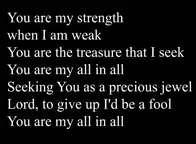 You are my strength
when I am weak
You are the treasure that I seek
You are my all in all
Seeking You as a precious jewel
Lord, to give up I'd be a fool
You are my all in all